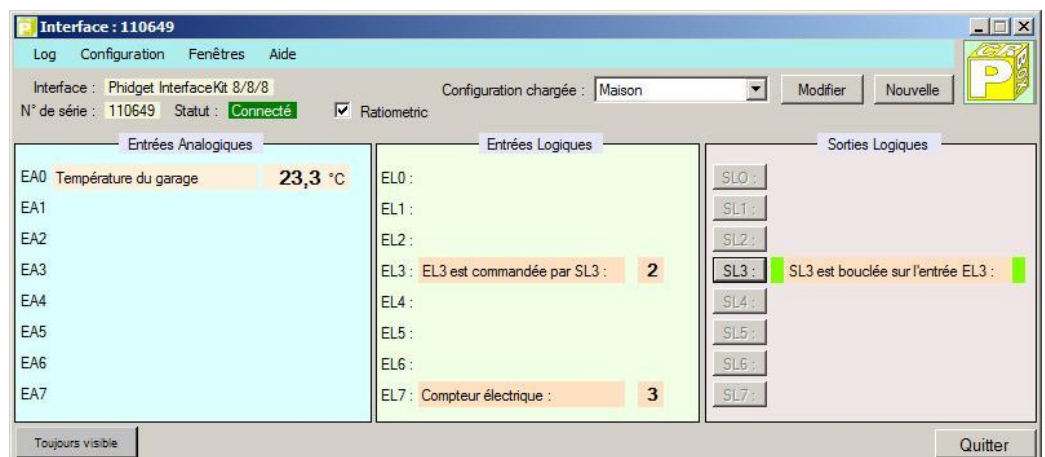 Interface : 110649
Log Configuration Fenêtres Aide
Interface : Phidget InterfaceKit 8/8/8 Configuration chargée : Maison Modifier Nouvelle
N° de série : 110649 Statut : Connecté Ratiometric
Entrées Analogiques Entrées Logiques Sorties Logiques
EA0 Température du garage 23,3 °C EL0 : SL0 :
EA1 EL1 : SL1 :
EA2 EL2 : SL2 :
EA3 EL3 : EL3 est commandée par SL3 : 2 SL3 : SL3 est bouclée sur l'entrée EL3 :
EA4 EL4 : SL4 :
EA5 EL5 : SL5 :
EA6 EL6 : SL6 :
EA7 EL7 : Compteur électrique : 3 SL7 :
Toujours visible Quitter